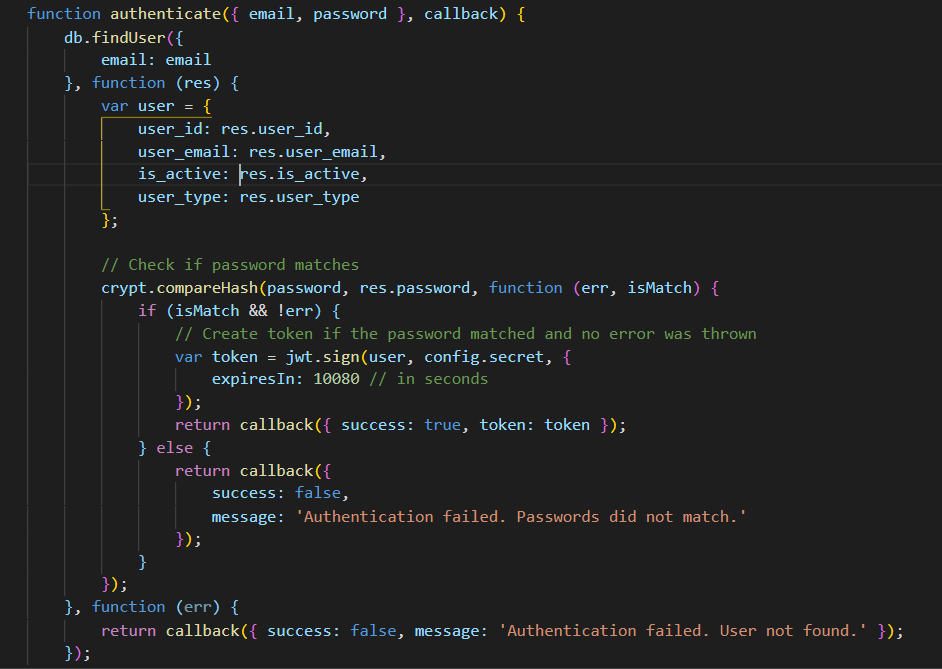 function authenticate({ email, password }, callback) {
    db.findUser({
        email: email
    }, function (res) {
        var user = {
            user_id: res.user_id,
            user_email: res.user_email,
            is_active: res.is_active,
            user_type: res.user_type
        };

        // Check if password matches
        crypt.compareHash(password, res.password, function (err, isMatch) {
            if (isMatch && !err) {
                // Create token if the password matched and no error was thrown
                var token = jwt.sign(user, config.secret, {
                    expiresIn: 10080 // in seconds
                });
                return callback({ success: true, token: token });
            } else {
                return callback({
                    success: false,
                    message: 'Authentication failed. Passwords did not match.'
                });
            }
        });
    }, function (err) {
        return callback({ success: false, message: 'Authentication failed. User not found.' });
    });